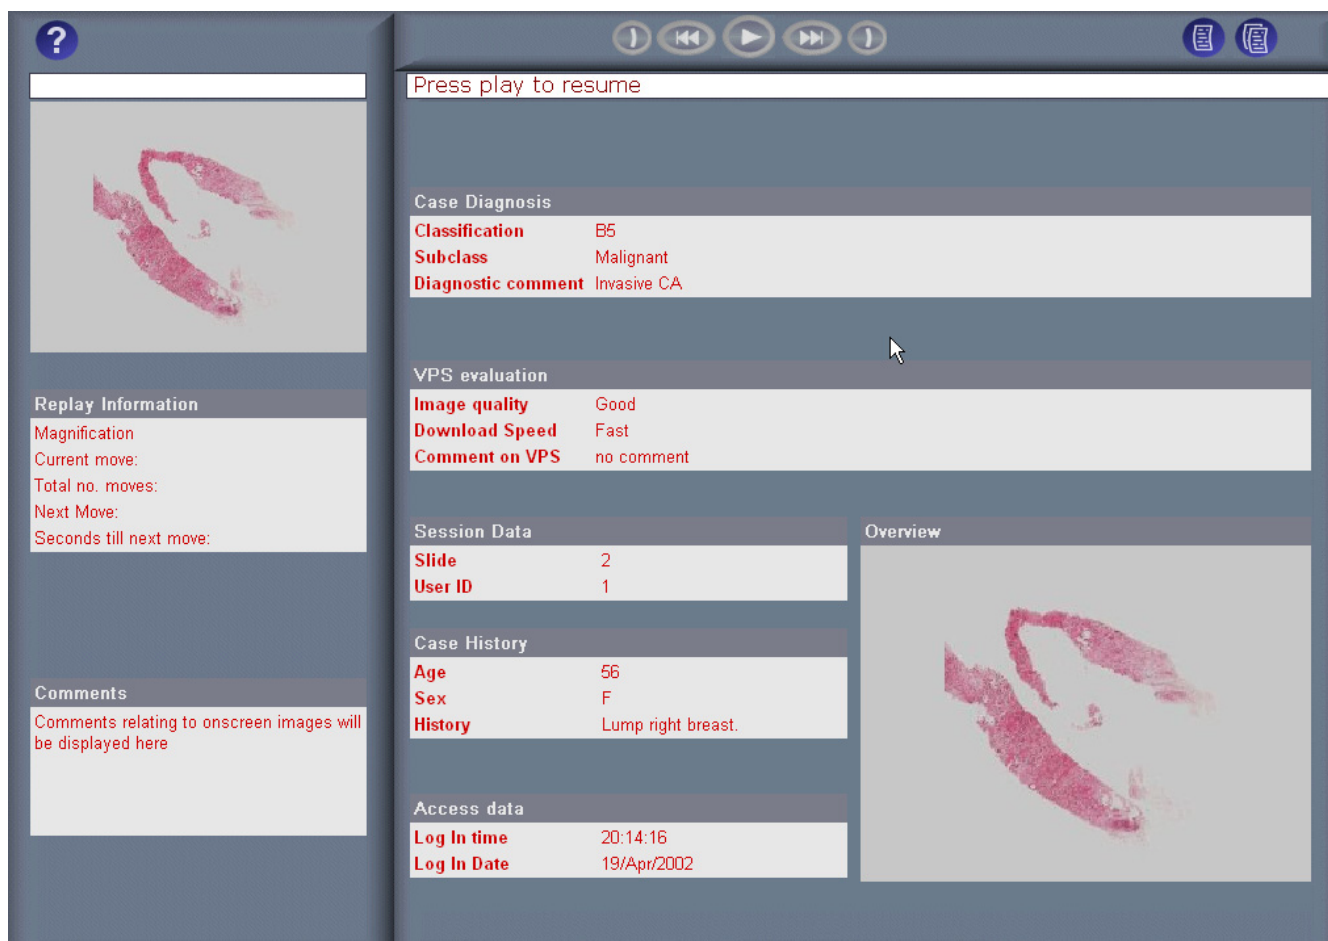 ?
Press play to resume
Case Diagnosis
Classification B5
Subclass Malignant
Diagnostic comment Invasive CA
VPS evaluation
Image quality Good
Download Speed Fast
Comment on VPS no comment
Replay Information
Magnification
Current move:
Total no. moves:
Next Move:
Seconds till next move:
Comments
Comments relating to onscreen images will
be displayed here
Session Data
Slide 2
User ID 1
Case History
Age 56
Sex F
History Lump right breast.
Access data
Log In time 20:14:16
Log In Date 19/Apr/2002
Overview